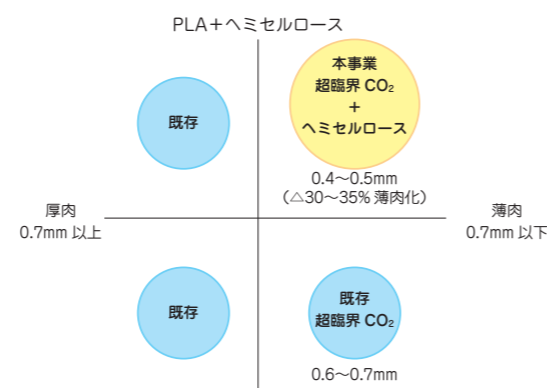 PLA+ヘミセルロース
本事業
超臨界 CO₂
+
ヘミセルロース
既存
0.4〜0.5mm
（△30〜35% 薄肉化）
厚肉
0.7mm 以上
薄肉
0.7mm 以下
既存
既存
超臨界 CO₂
0.6〜0.7mm